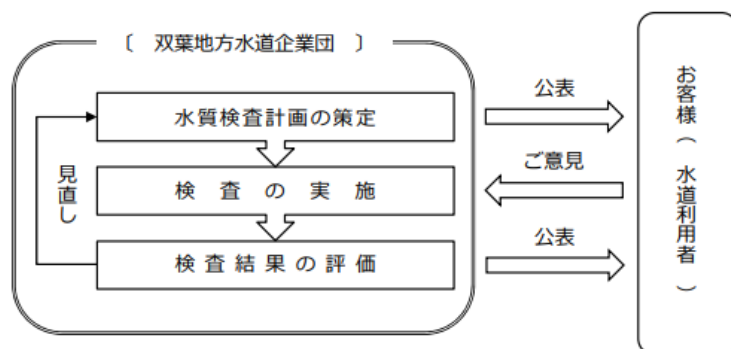 〔 双葉地方水道企業団 〕
水質検査計画の策定
検査の実施
検査結果の評価
見直し
公表
ご意見
公表
お客様（水道利用者）